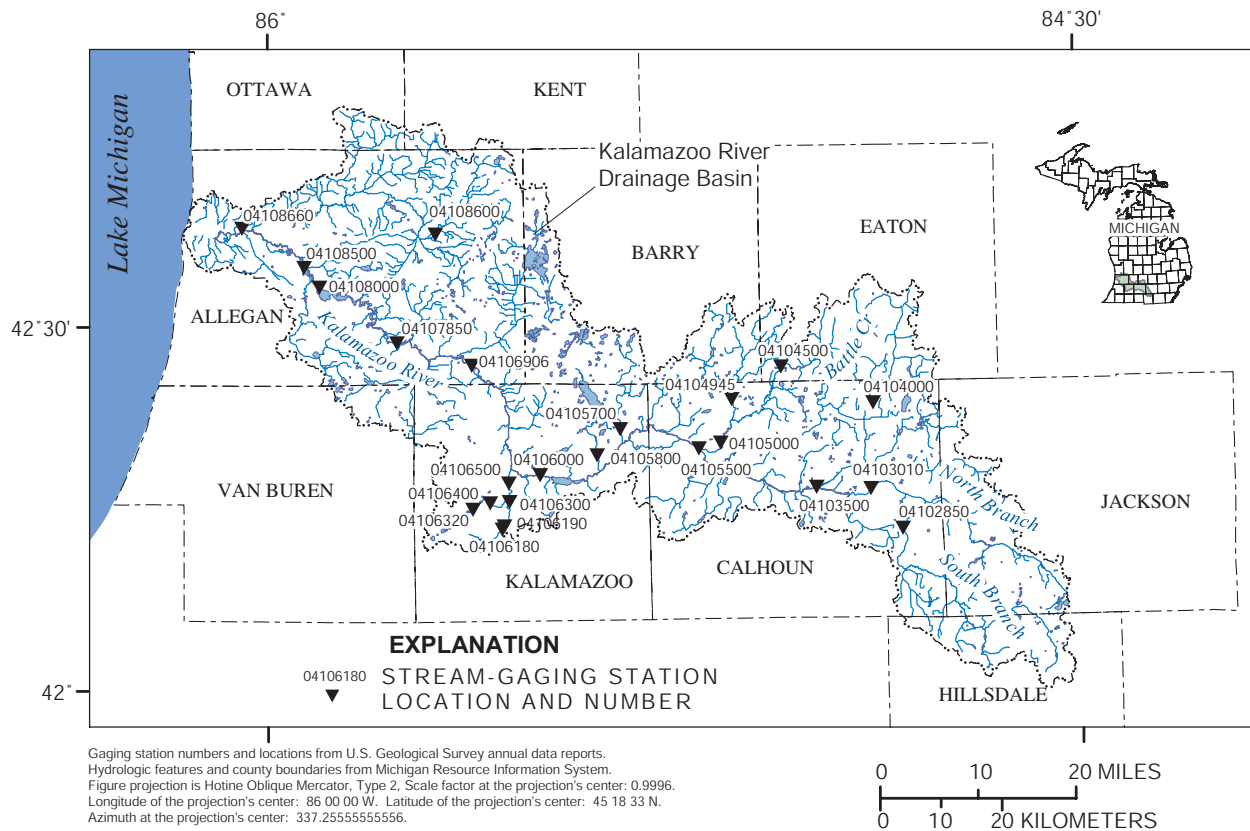 86°
84°30'
OTTAWA
KENT
Lake Michigan
Kalamazoo River
Drainage Basin
04108660
04108600
BARRY
EATON
MICHIGAN
04108500
04108000
ALLEGAN
42°30'
Kalamazoo River
04107850
04106906
04104500
Battle Cr.
04104945
04104000
04105700
04105000
04106000
04105800
04105500
04106500
04103010
North Branch
VAN BUREN
04106400
04106300
JACKSON
04106320
04106190
04103500
04102850
04106180
KALAMAZOO
CALHOUN
South Branch
EXPLANATION
04106180
STREAM-GAGING STATION
LOCATION AND NUMBER
42°
HILLSDALE
Gaging station numbers and locations from U.S. Geological Survey annual data reports.
Hydrologic features and county boundaries from Michigan Resource Information System.
Figure projection is Hotine Oblique Mercator, Type 2, Scale factor at the projection's center: 0.9996.
Longitude of the projection's center: 86 00 00 W. Latitude of the projection's center: 45 18 33 N.
Azimuth at the projection's center: 337.25555555556.
0 10 20 MILES
0 10 20 KILOMETERS